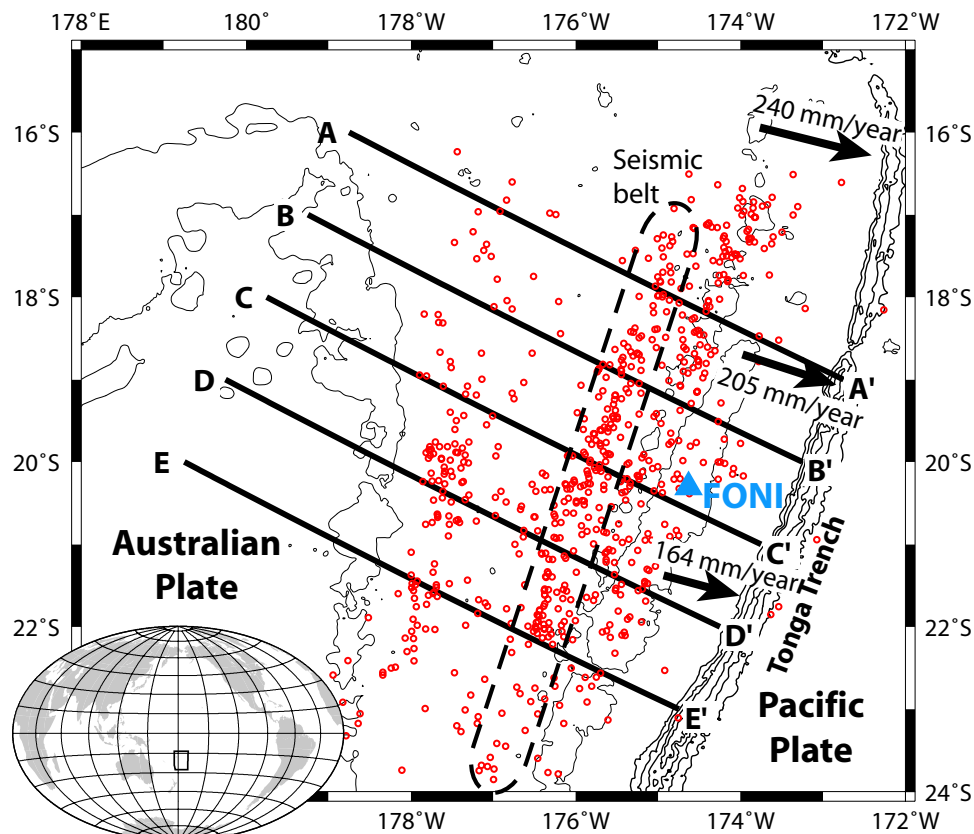 178° E
180°
178°W
176°W
174°W
172°W
16°S
18°S
20°S
22°S
24°S
16°S
18°S
20°S
22°S
24°S
178°W
176°W
174°W
172°W
A
B
C
D
E
A'
B'
C'
D'
E'
Seismic
belt
240 mm/year
205 mm/year
164 mm/year
FONI
Tonga Trench
Australian
Plate
Pacific
Plate